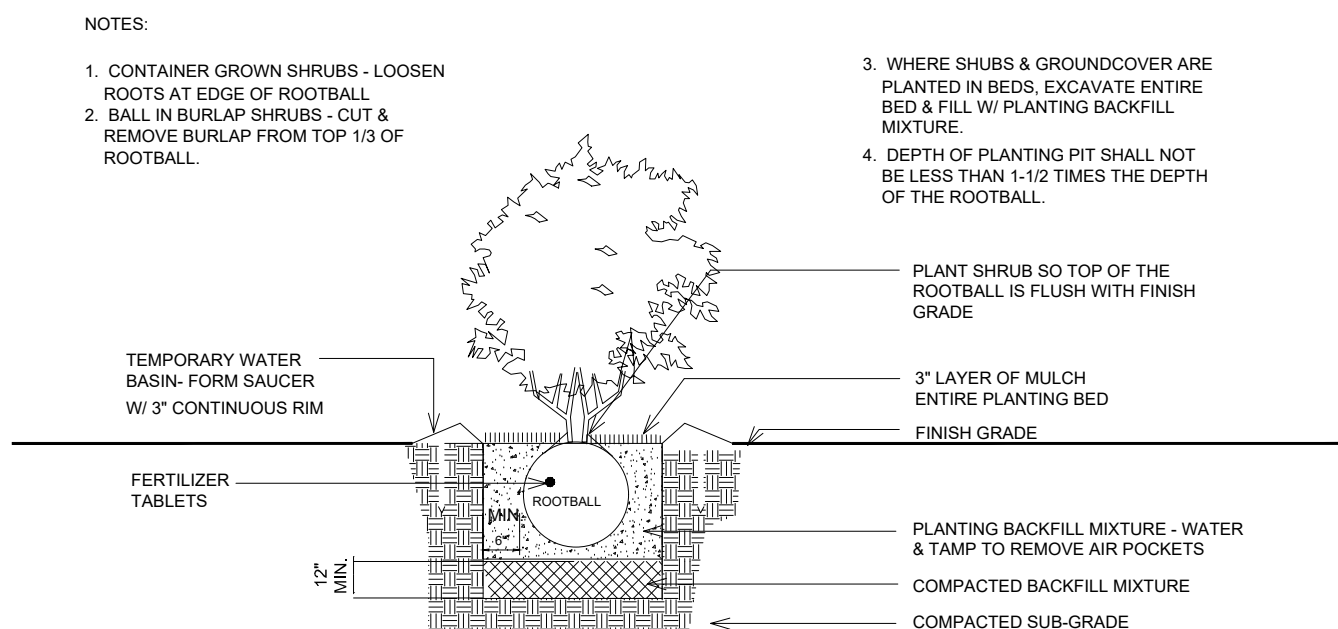 NOTES:
1. CONTAINER GROWN SHRUBS - LOOSEN
ROOTS AT EDGE OF ROOTBALL
2. BALL IN BURLAP SHRUBS - CUT &
REMOVE BURLAP FROM TOP 1/3 OF
ROOTBALL.
3. WHERE SHUBS & GROUNDCOVER ARE
PLANTED IN BEDS, EXCAVATE ENTIRE
BED & FILL W/ PLANTING BACKFILL
MIXTURE.
4. DEPTH OF PLANTING PIT SHALL NOT
BE LESS THAN 1-1/2 TIMES THE DEPTH
OF THE ROOTBALL.
PLANT SHRUB SO TOP OF THE
ROOTBALL IS FLUSH WITH FINISH
GRADE
TEMPORARY WATER
BASIN- FORM SAUCER
W/ 3" CONTINUOUS RIM
3" LAYER OF MULCH
ENTIRE PLANTING BED
FINISH GRADE
FERTILIZER
TABLETS
ROOTBALL
MIN.
6"
12"
MIN.
PLANTING BACKFILL MIXTURE - WATER
& TAMP TO REMOVE AIR POCKETS
COMPACTED BACKFILL MIXTURE
COMPACTED SUB-GRADE